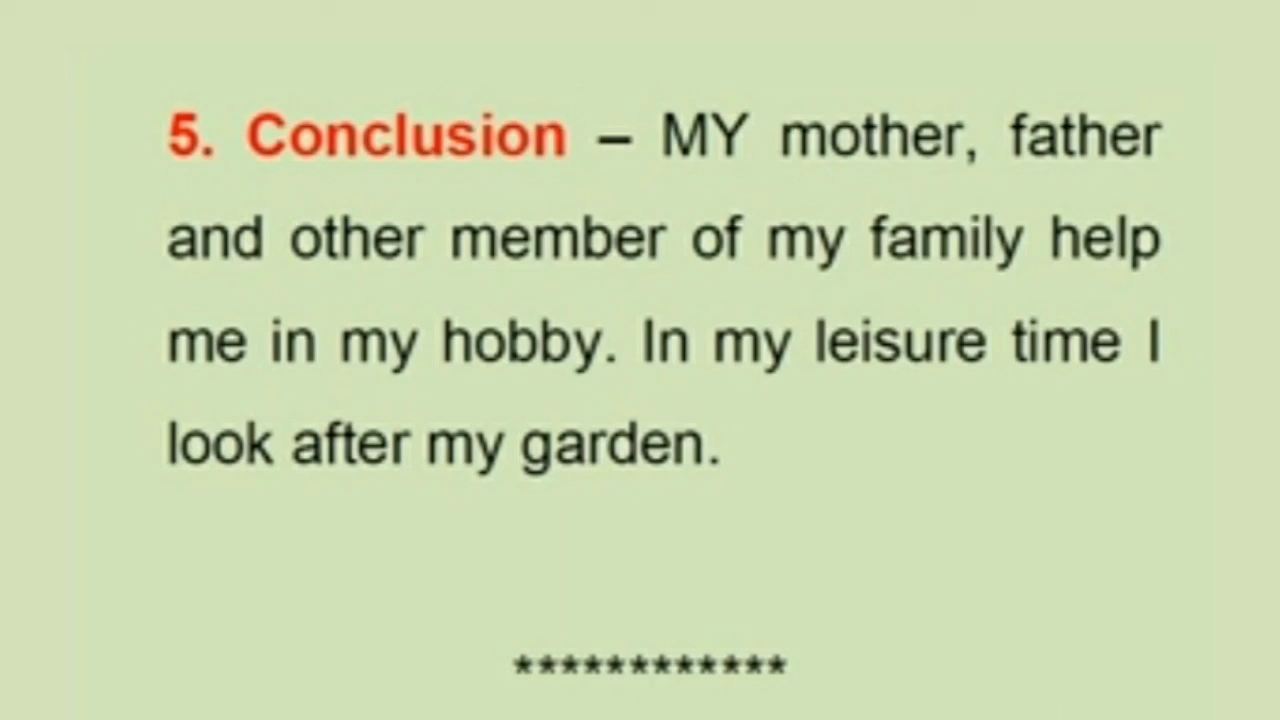 5. Conclusion – MY mother, father
and other member of my family help
me in my hobby. In my leisure time I
look after my garden.
************